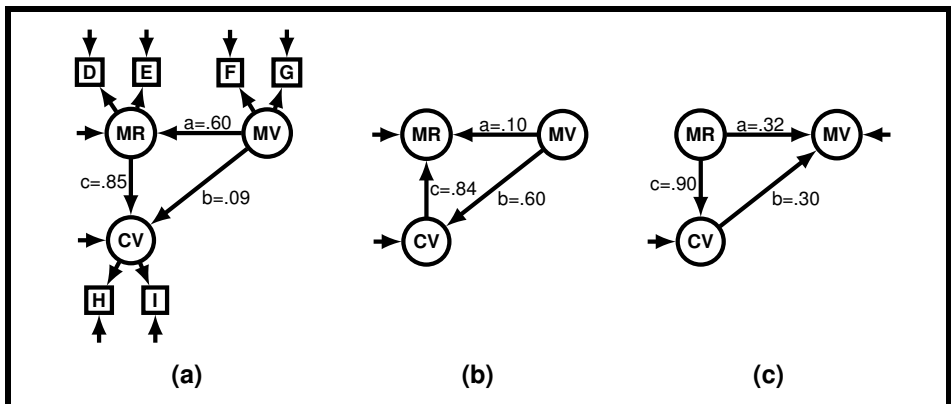 D E F G
MR a=.60 MV
c=.85 b=.09
CV
H I
(a)
MR a=.10 MV
c=.84 b=.60
CV
(b)
MR a=.32 MV
c=.90 b=.30
CV
(c)